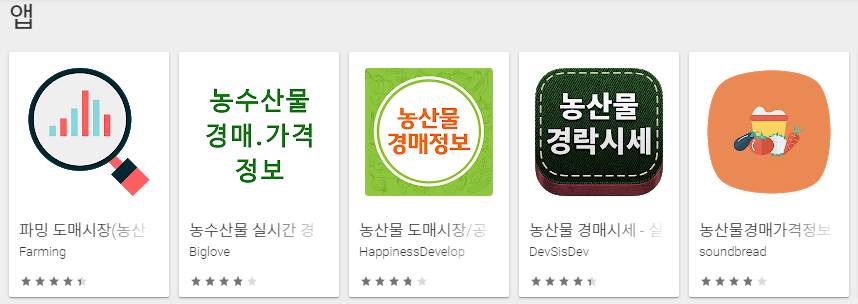 앱
농수산물
경매.가격
정보
농산물
경매정보
농산물
경락시세
파밍 도매시장(농산
Farming
농수산물 실시간 경
Biglove
농산물 도매시장/공
HappinessDevelop
농산물 경매시세 - 실
DevSisDev
농산물경매가격정보
soundbread